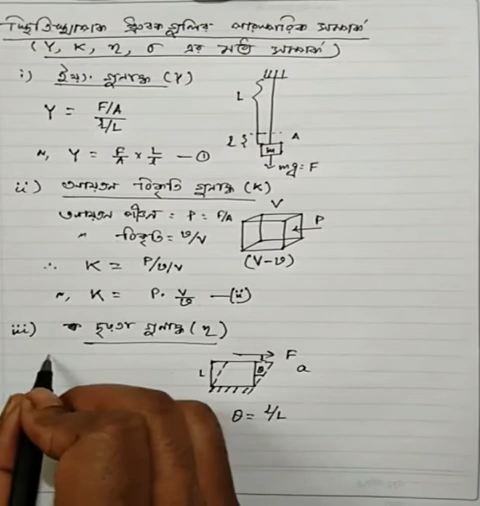 স্থিতিস্থাপক ধ্রুবক গুলির পারস্পরিক সম্পর্ক
(Y, K, η, σ এর মধ্যে সম্পর্ক)
i) ইয়ং গুণাঙ্ক (Y)
Y = F/A / l/L
বা, Y = F/A × L/l — ①
L
l
A
m
mg = F
ii) আয়তন বিকৃতি গুণাঙ্ক (K)
আয়তন পীড়ন = P = F/A
" বিকৃতি = v/V
∴ K = P/v/V
বা, K = P. V/v — (ii)
V
P
(V-v)
iii) দৃঢ়তা গুণাঙ্ক (η)
F
L
θ
a
θ = l/L